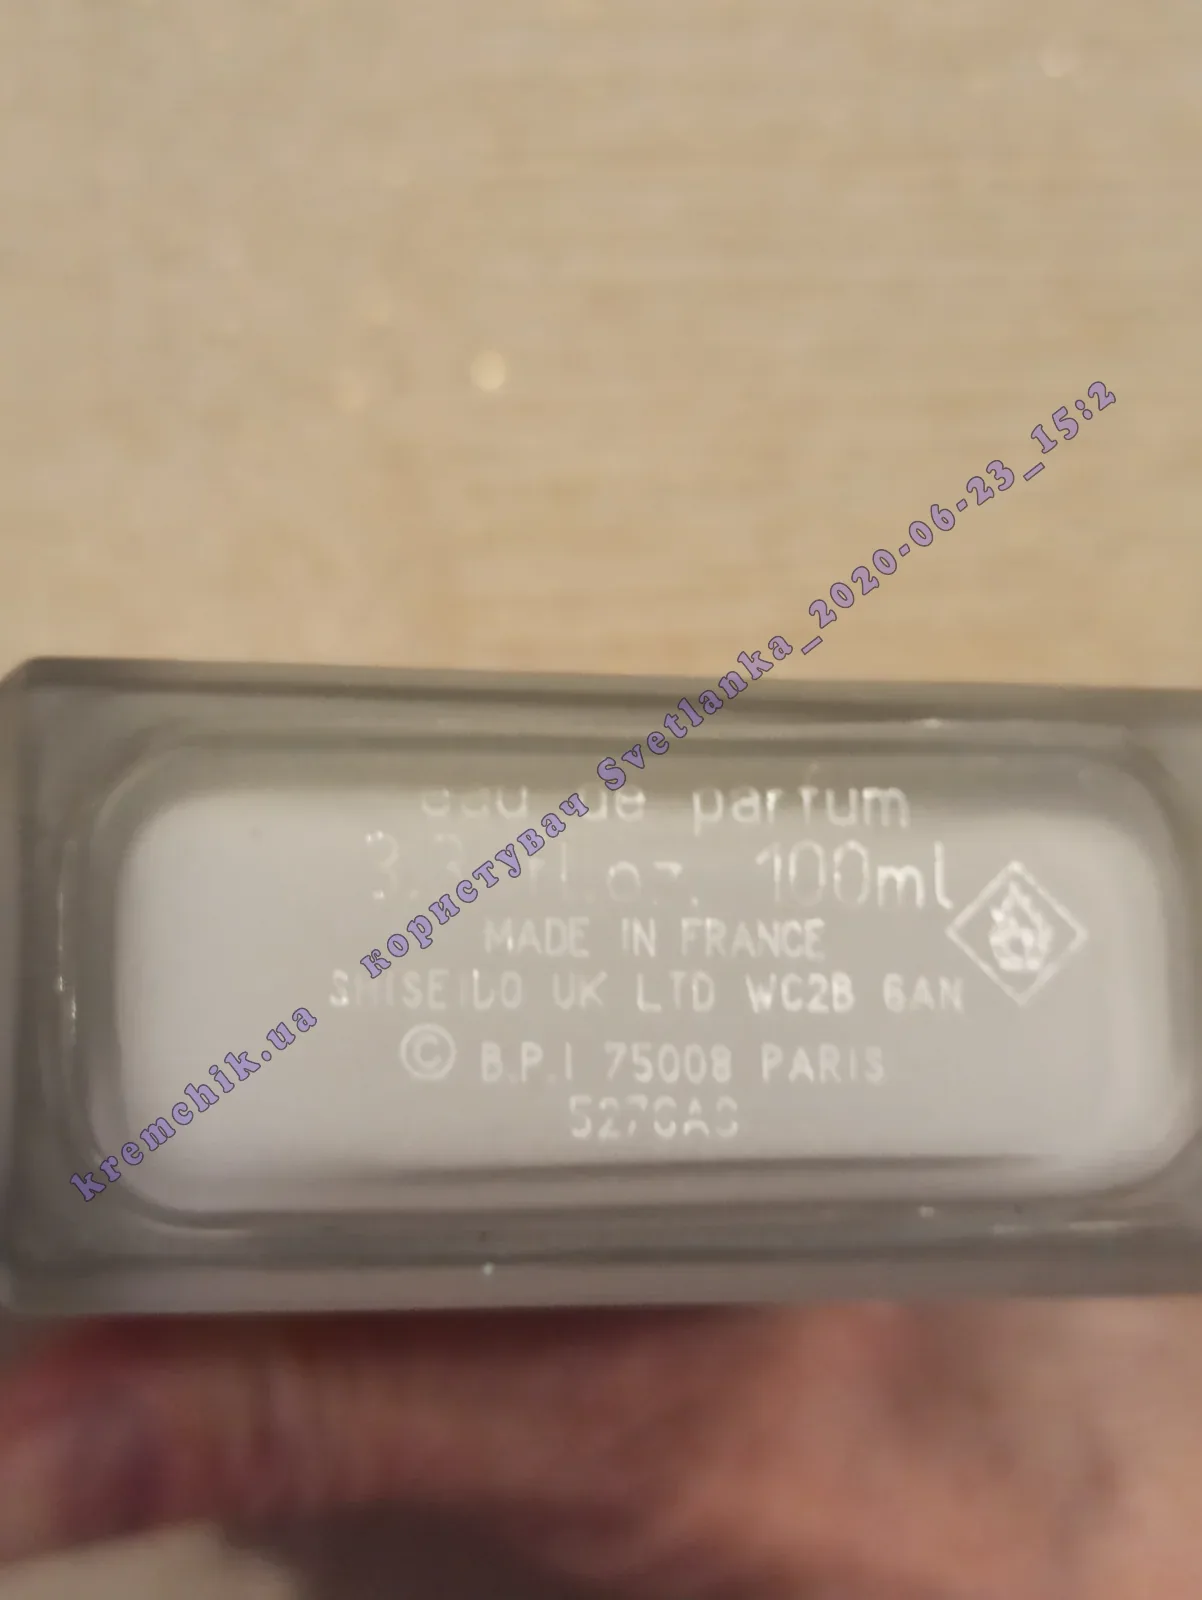 eau de parfum
3.3 fl.oz. 100ml
MADE IN FRANCE
SHISEIDO UK LTD WC2B 6AN
© B.P.I 75008 PARIS
kremchik.ua користувач Svetlanka_2020-06-23_15:2